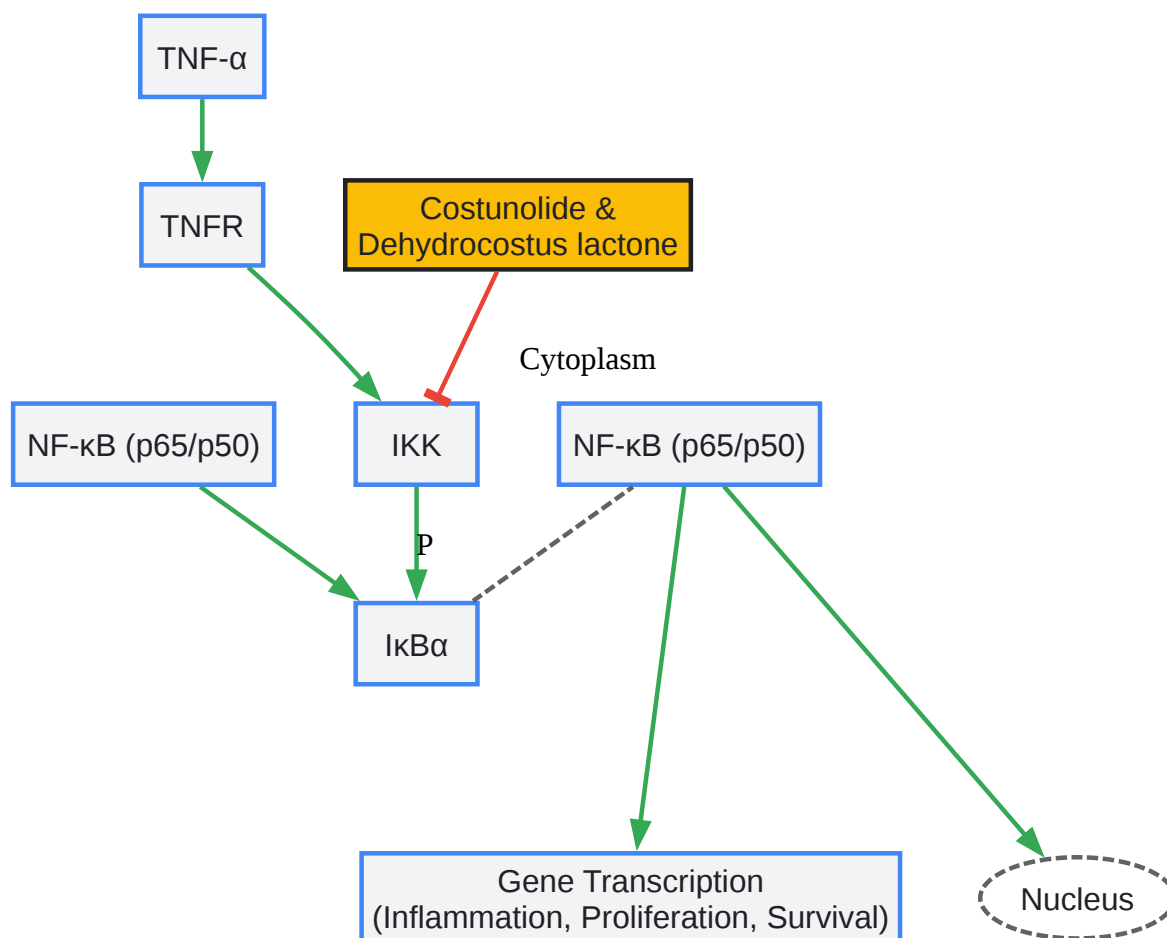 TNF-α
TNFR
Costunolide &
Dehydrocostus lactone
Cytoplasm
NF-κB (p65/p50)
IKK
NF-κB (p65/p50)
P
IκBα
Gene Transcription
(Inflammation, Proliferation, Survival)
Nucleus